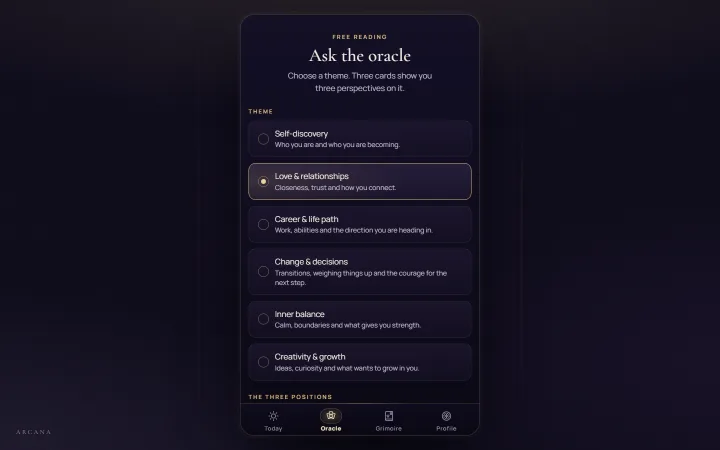 FREE READING
Ask the oracle
Choose a theme. Three cards show you
three perspectives on it.
THEME
Self-discovery
Who you are and who you are becoming.
Love & relationships
Closeness, trust and how you connect.
Career & life path
Work, abilities and the direction you are heading in.
Change & decisions
Transitions, weighing things up and the courage for the
next step.
Inner balance
Calm, boundaries and what gives you strength.
Creativity & growth
Ideas, curiosity and what wants to grow in you.
THE THREE POSITIONS
Today
Oracle
Grimoire
Profile
ARCANA